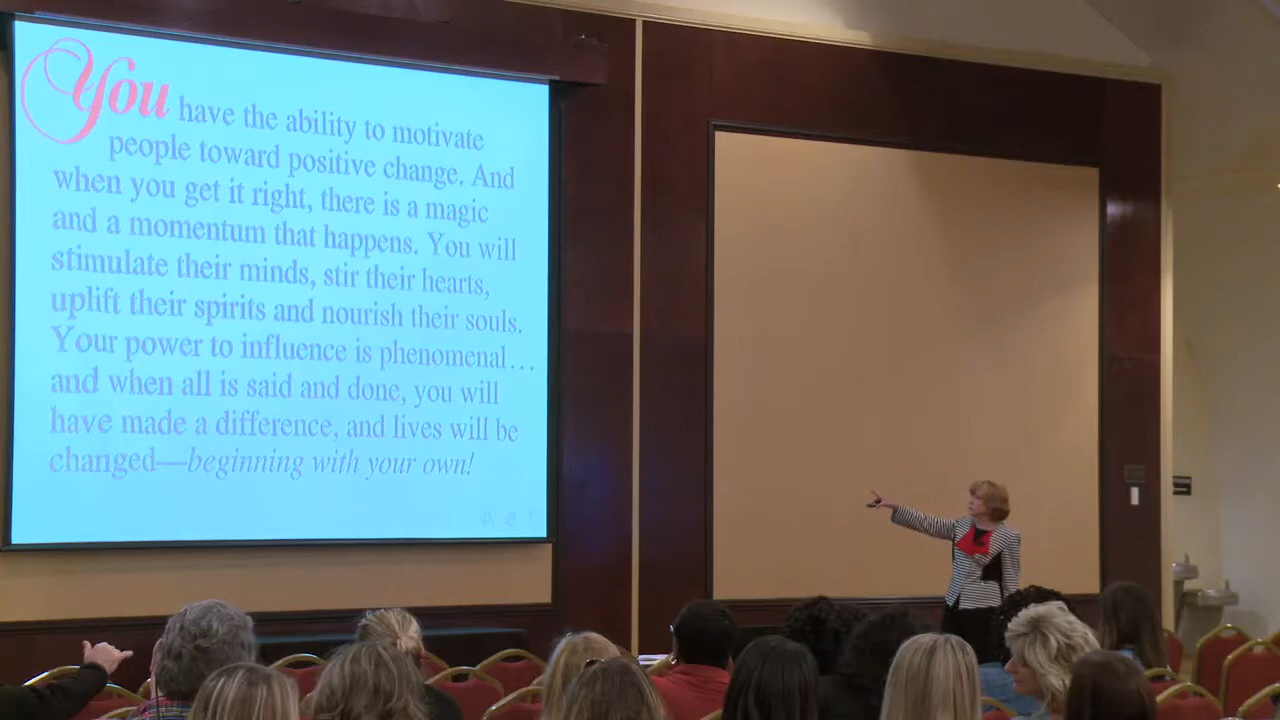 You have the ability to motivate
people toward positive change. And
when you get it right, there is a magic
and a momentum that happens. You will
stimulate their minds, stir their hearts,
uplift their spirits and nourish their souls.
Your power to influence is phenomenal…
and when all is said and done, you will
have made a difference, and lives will be
changed—beginning with your own!